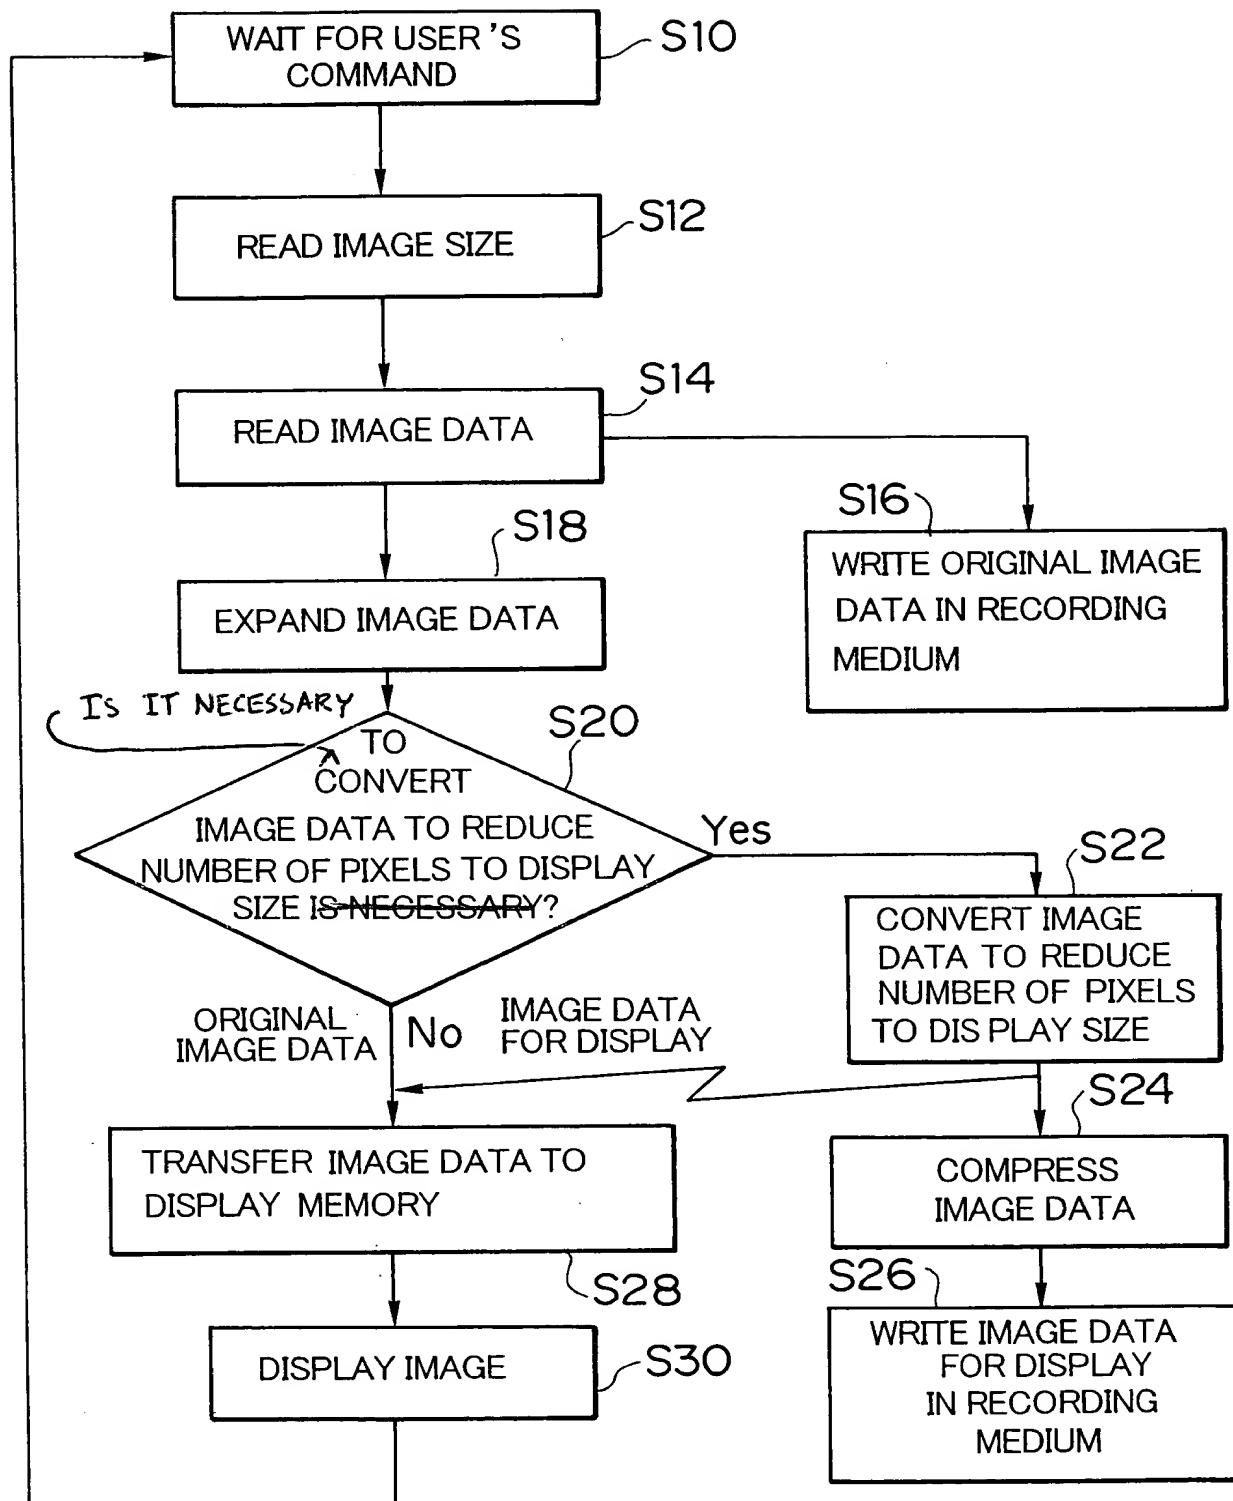 WAIT FOR USER'S
COMMAND
S10
READ IMAGE SIZE
S12
READ IMAGE DATA
S14
S16
WRITE ORIGINAL IMAGE
DATA IN RECORDING
MEDIUM
S18
EXPAND IMAGE DATA
IS IT NECESSARY
S20
TO
CONVERT
IMAGE DATA TO REDUCE
NUMBER OF PIXELS TO DISPLAY
SIZE IS NECESSARY?
Yes
S22
CONVERT IMAGE
DATA TO REDUCE
NUMBER OF PIXELS
TO DISPLAY SIZE
ORIGINAL
IMAGE DATA
No
IMAGE DATA
FOR DISPLAY
S24
COMPRESS
IMAGE DATA
TRANSFER IMAGE DATA TO
DISPLAY MEMORY
S28
S26
WRITE IMAGE DATA
FOR DISPLAY
IN RECORDING
MEDIUM
DISPLAY IMAGE
S30